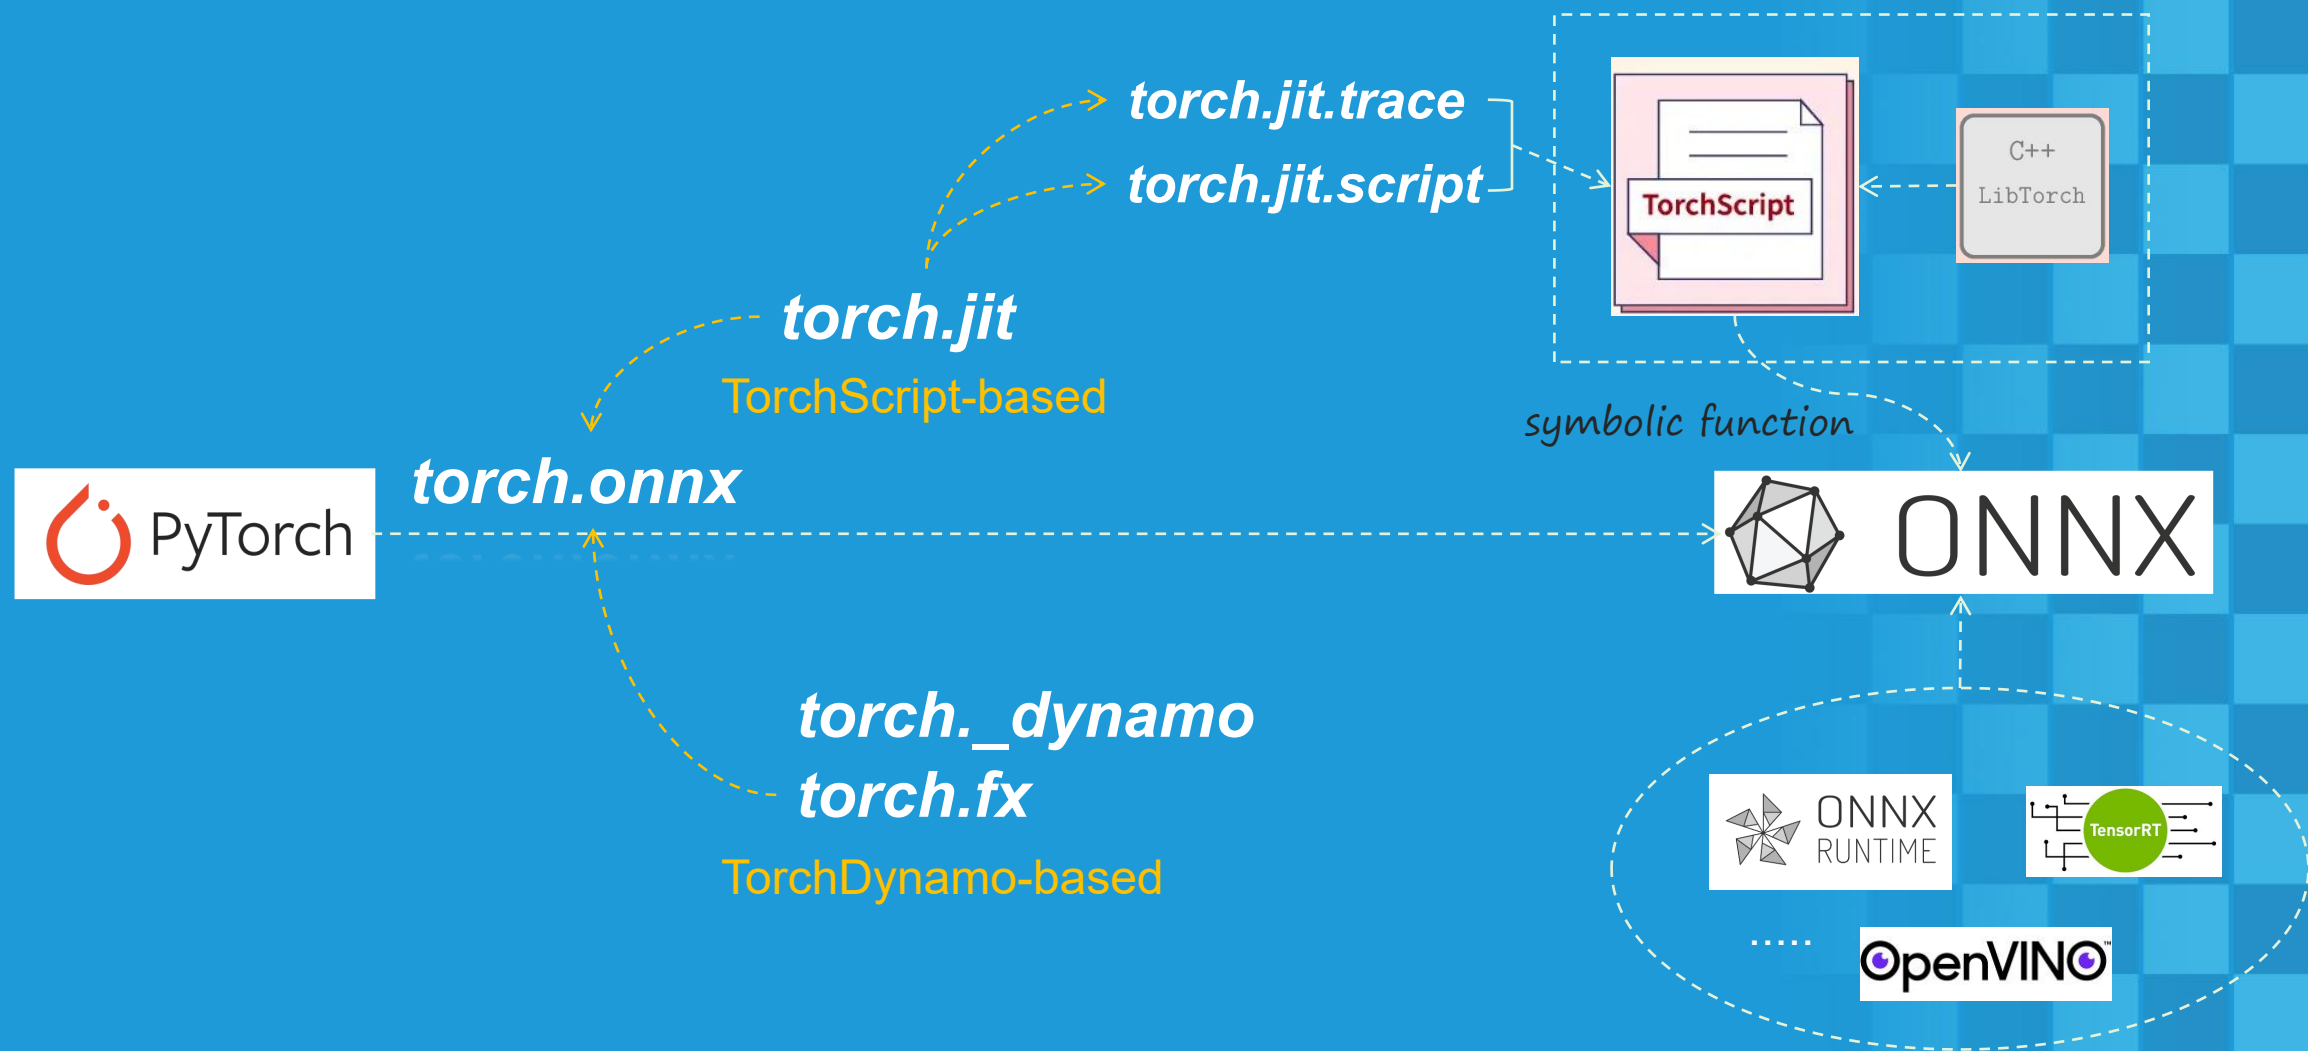 torch.jit.trace
torch.jit.script
TorchScript
C++
LibTorch
torch.jit
TorchScript-based
symbolic function
torch.onnx
PyTorch
ONNX
torch._dynamo
torch.fx
TorchDynamo-based
ONNX
RUNTIME
TensorRT
.....
OpenVINO™